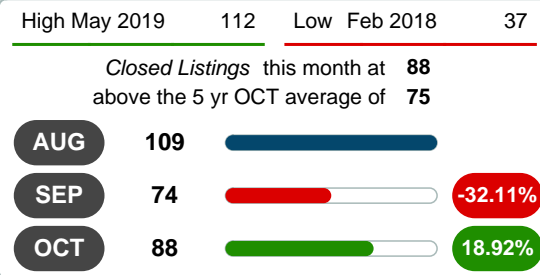 High May 2019 112 Low Feb 2018 37
Closed Listings this month at 88
above the 5 yr OCT average of 75
AUG 109
SEP 74 -32.11%
OCT 88 18.92%